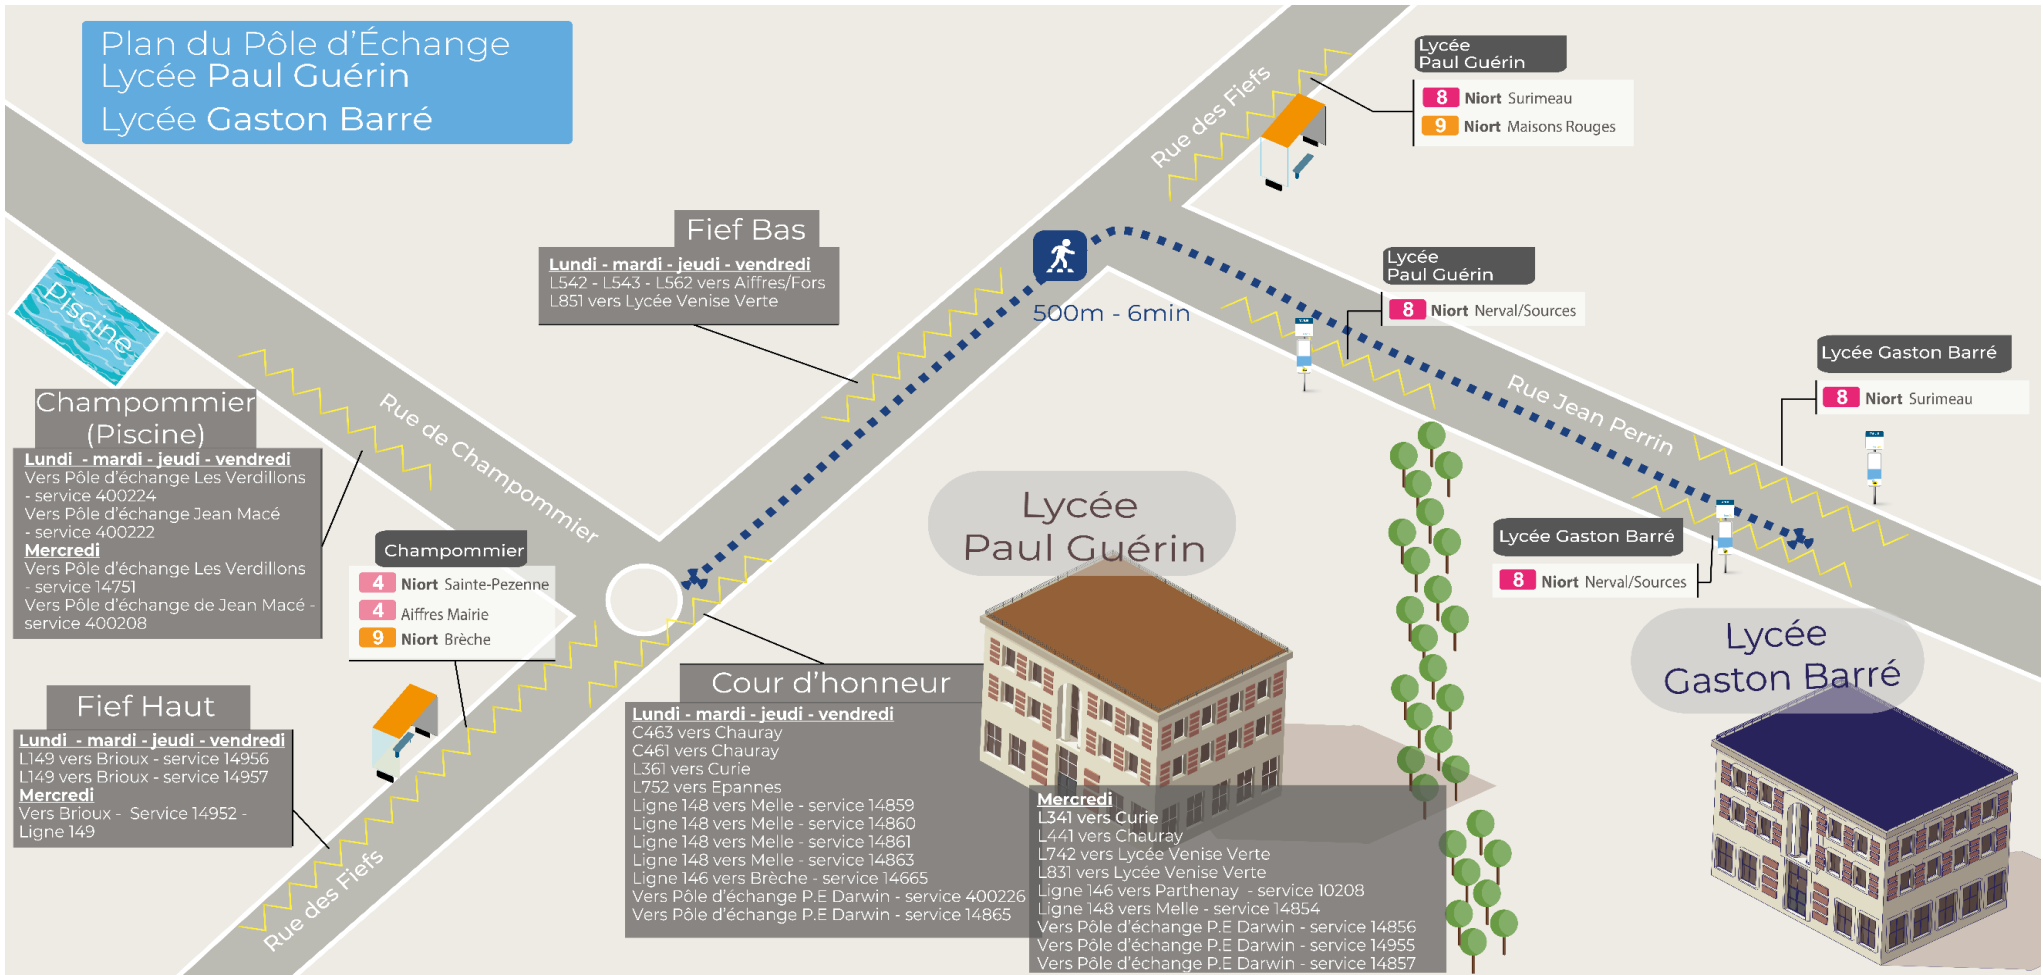 Plan du Pôle d’Échange
Lycée Paul Guérin
Lycée Gaston Barré
Rue des Fiefs
Lycée
Paul Guérin
8 Niort Surimeau
9 Niort Maisons Rouges
Fief Bas
Lundi - mardi - jeudi - vendredi
L542 - L543 - L562 vers Aiffres/Fors
L851 vers Lycée Venise Verte
500m - 6min
Lycée
Paul Guérin
8 Niort Nerval/Sources
Rue Jean Perrin
Lycée Gaston Barré
8 Niort Surimeau
Lycée Gaston Barré
8 Niort Nerval/Sources
Piscine
Rue de Champommier
Champommier
(Piscine)
Lundi - mardi - jeudi - vendredi
Vers Pôle d’échange Les Verdillons
- service 400224
Vers Pôle d’échange Jean Macé
- service 400222
Mercredi
Vers Pôle d’échange Les Verdillons
- service 14751
Vers Pôle d’échange de Jean Macé -
service 400208
Champommier
4 Niort Sainte-Pezenne
4 Aiffres Mairie
9 Niort Brèche
Fief Haut
Lundi - mardi - jeudi - vendredi
L149 vers Brioux - service 14956
L149 vers Brioux - service 14957
Mercredi
Vers Brioux - Service 14952 -
Ligne 149
Rue des Fiefs
Lycée
Paul Guérin
Lycée
Gaston Barré
Cour d’honneur
Lundi - mardi - jeudi - vendredi
C463 vers Chauray
C461 vers Chauray
L361 vers Curie
L752 vers Epannes
Ligne 148 vers Melle - service 14859
Ligne 148 vers Melle - service 14860
Ligne 148 vers Melle - service 14861
Ligne 148 vers Melle - service 14863
Ligne 146 vers Brèche - service 14665
Vers Pôle d’échange P.E Darwin - service 400226
Vers Pôle d’échange P.E Darwin - service 14865
Mercredi
L341 vers Curie
L441 vers Chauray
L742 vers Lycée Venise Verte
L831 vers Lycée Venise Verte
Ligne 146 vers Parthenay - service 10208
Ligne 148 vers Melle - service 14854
Vers Pôle d’échange P.E Darwin - service 14856
Vers Pôle d’échange P.E Darwin - service 14955
Vers Pôle d’échange P.E Darwin - service 14857